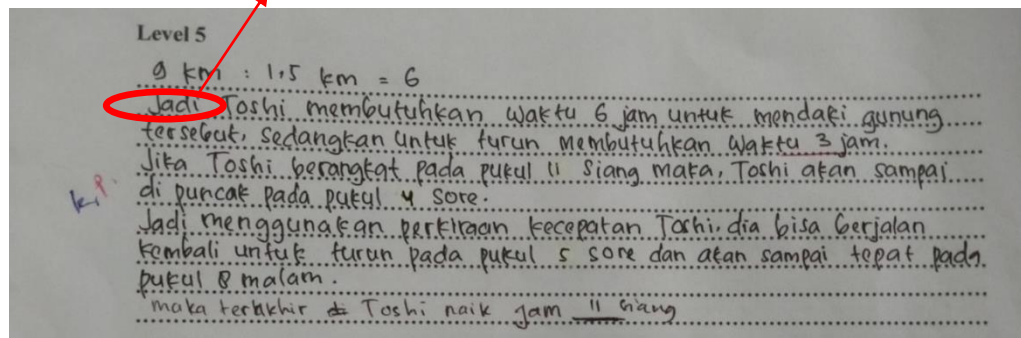 Level 5
9 km : 1,5 km = 6
Jadi Toshi membutuhkan waktu 6 jam untuk mendaki gunung
tersebut, sedangkan untuk turun membutuhkan waktu 3 jam.
Jika Toshi berangkat pada pukul 11 siang maka, Toshi akan sampai
di puncak pada pukul 4 sore.
Jadi menggunakan perkiraan kecepatan Toshi. dia bisa berjalan
kembali untuk turun pada pukul 5 sore dan akan sampai tepat pada
pukul 8 malam.
maka terakhir Toshi naik jam 11 siang